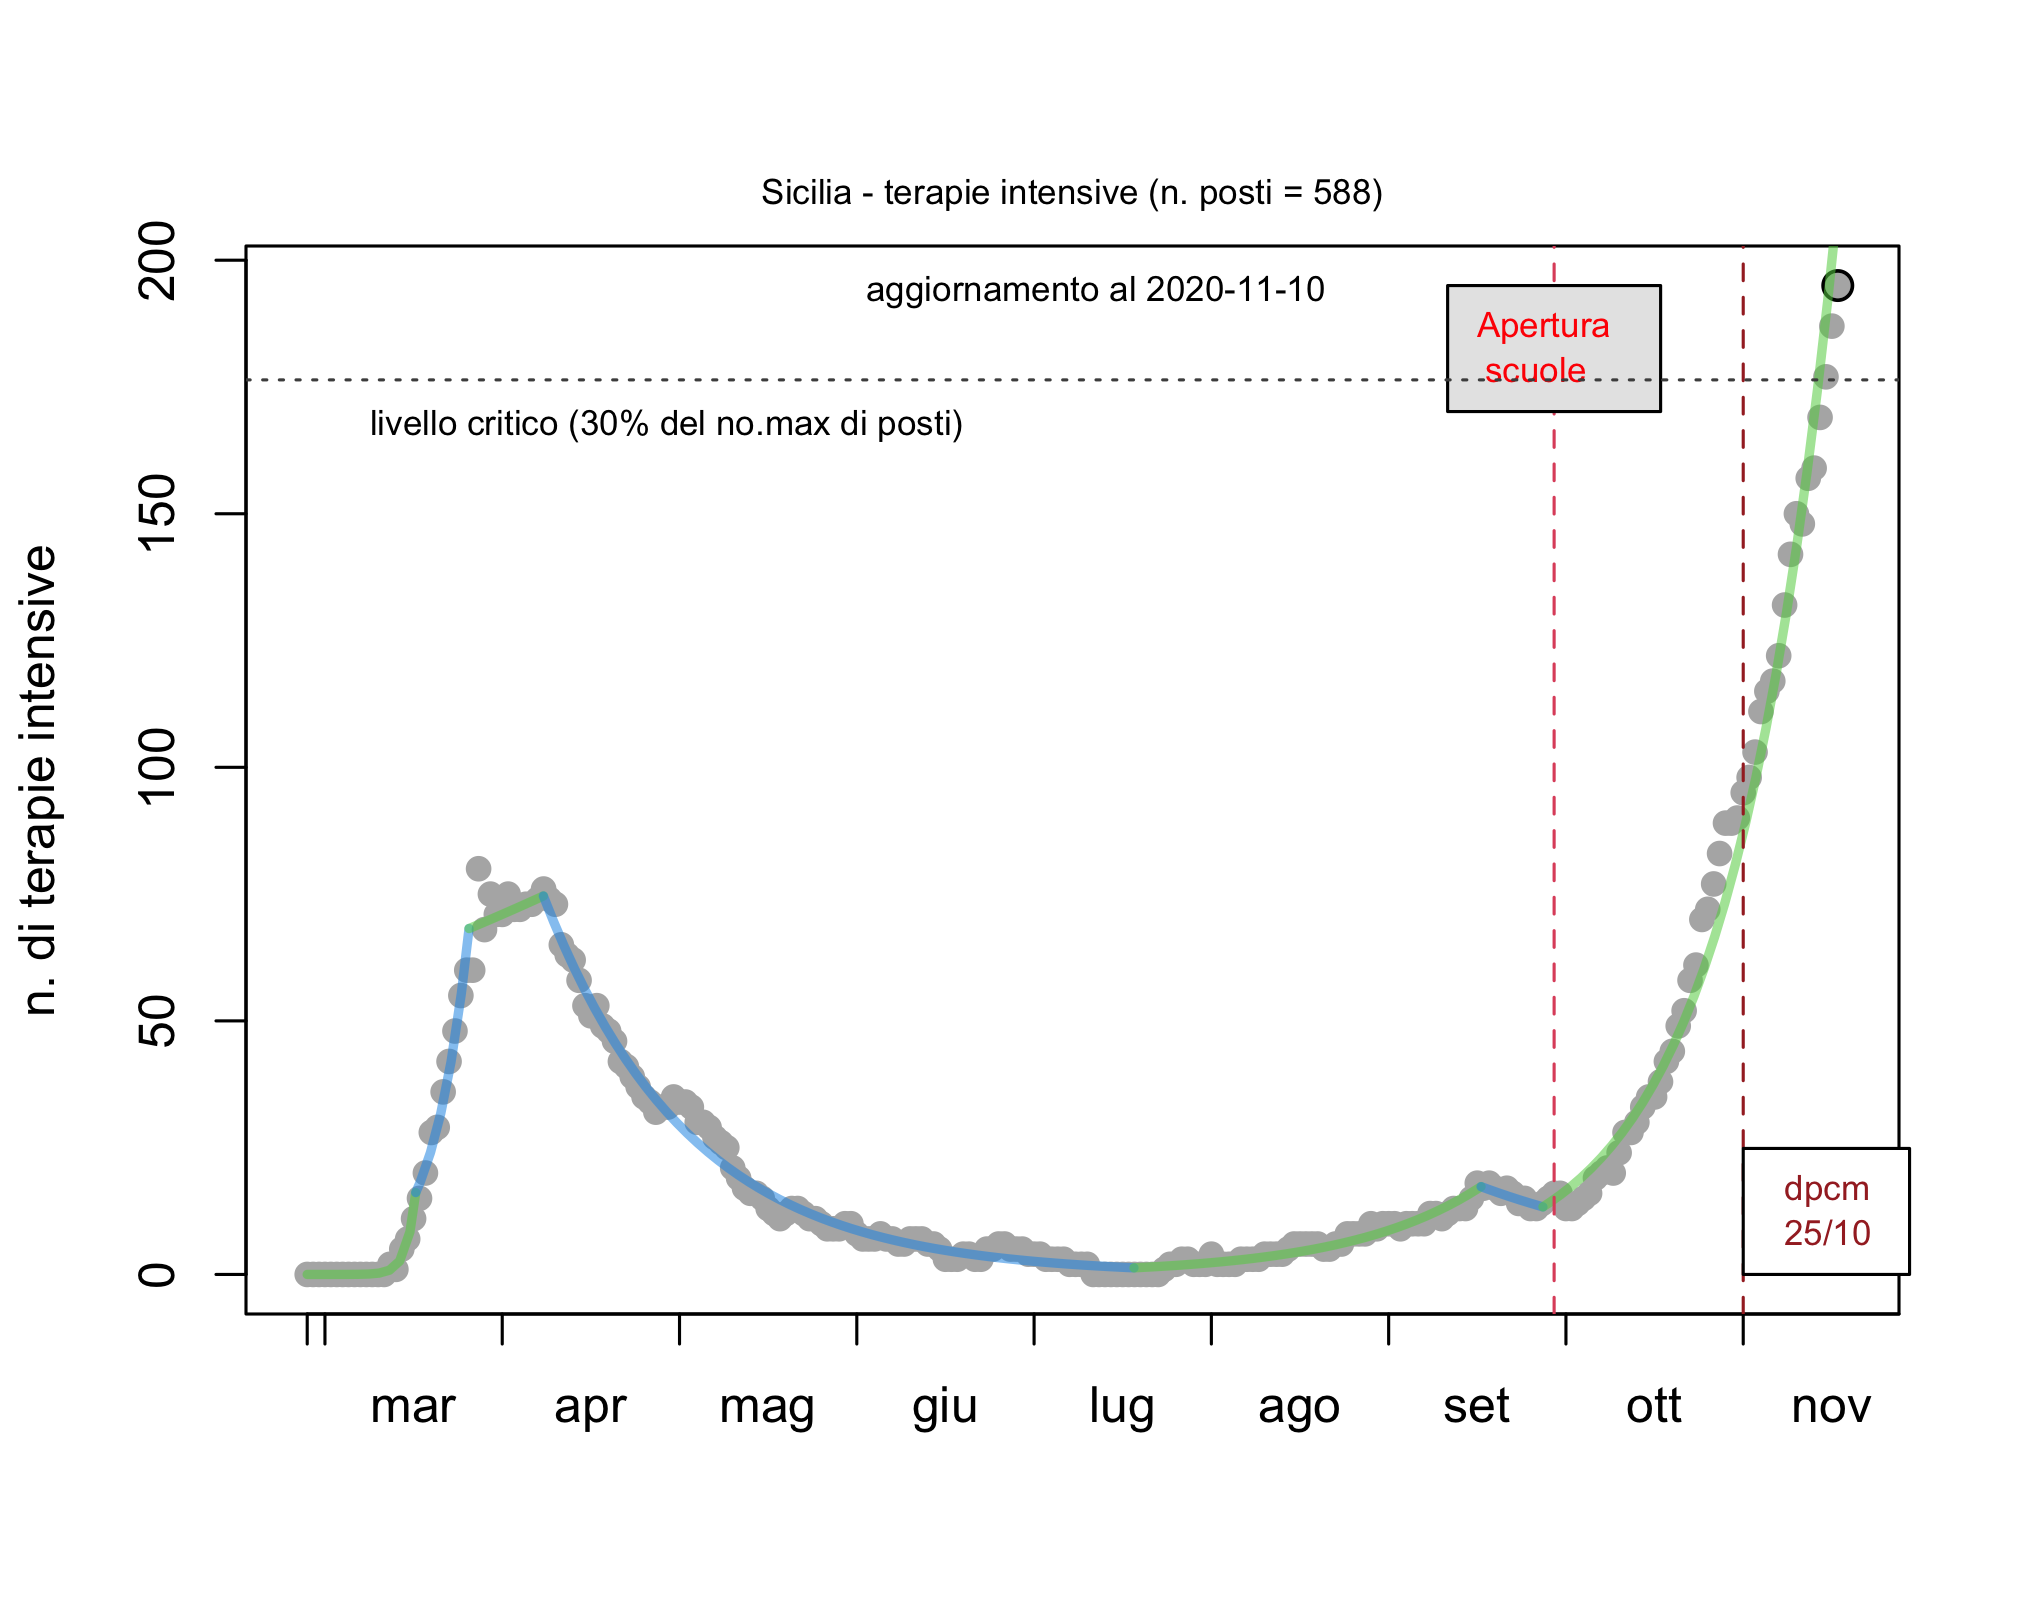 Sicilia - terapie intensive (n. posti = 588)
200
aggiornamento al 2020-11-10
Apertura
scuole
livello critico (30% del no.max di posti)
150
n. di terapie intensive
100
50
dpcm
25/10
0
mar apr mag giu lug ago set ott nov